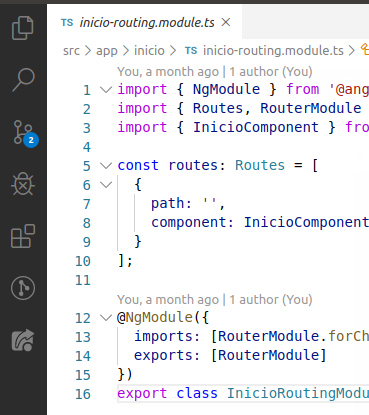 TS inicio-routing.module.ts ×
src > app > inicio > TS inicio-routing.module.ts >
You, a month ago | 1 author (You)
1 import { NgModule } from '@ang
2 import { Routes, RouterModule
3 import { InicioComponent } fro
4
5 const routes: Routes = [
6 {
7 path: '',
8 component: InicioComponent
9 }
10 ];
11
You, a month ago | 1 author (You)
12 @NgModule({
13 imports: [RouterModule.forCh
14 exports: [RouterModule]
15 })
16 export class InicioRoutingModu
2